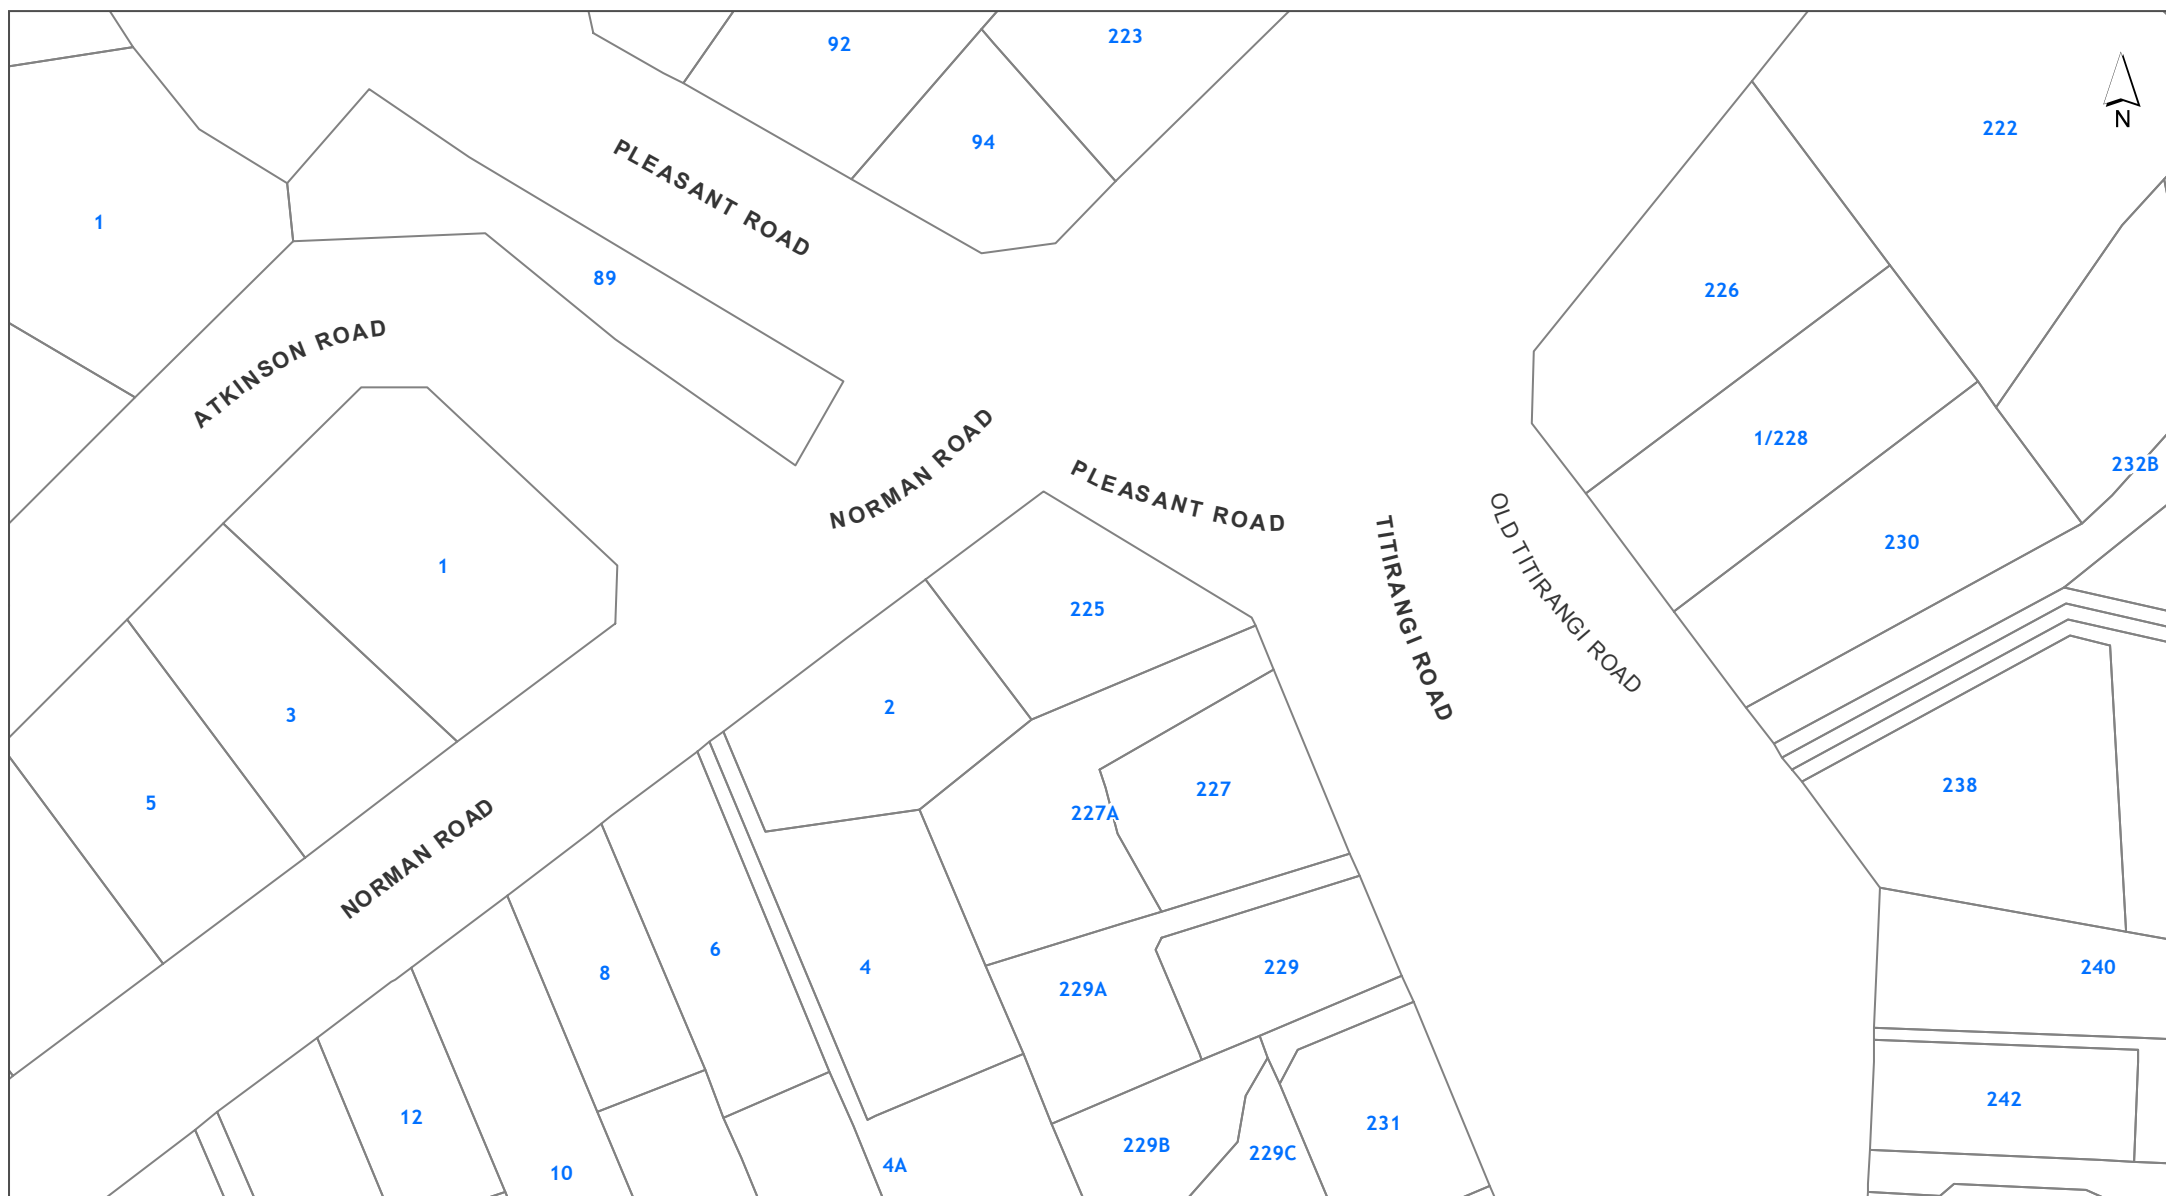 92
223
N
222
94
1
PLEASANT ROAD
89
226
ATKINSON ROAD
NORMAN ROAD
1/228
232B
PLEASANT ROAD
TITIRANGI ROAD
OLD TITIRANGI ROAD
230
1
225
3
2
5
227
227A
238
NORMAN ROAD
6
8
4
229A
229
240
12
10
4A
229B
229C
231
242